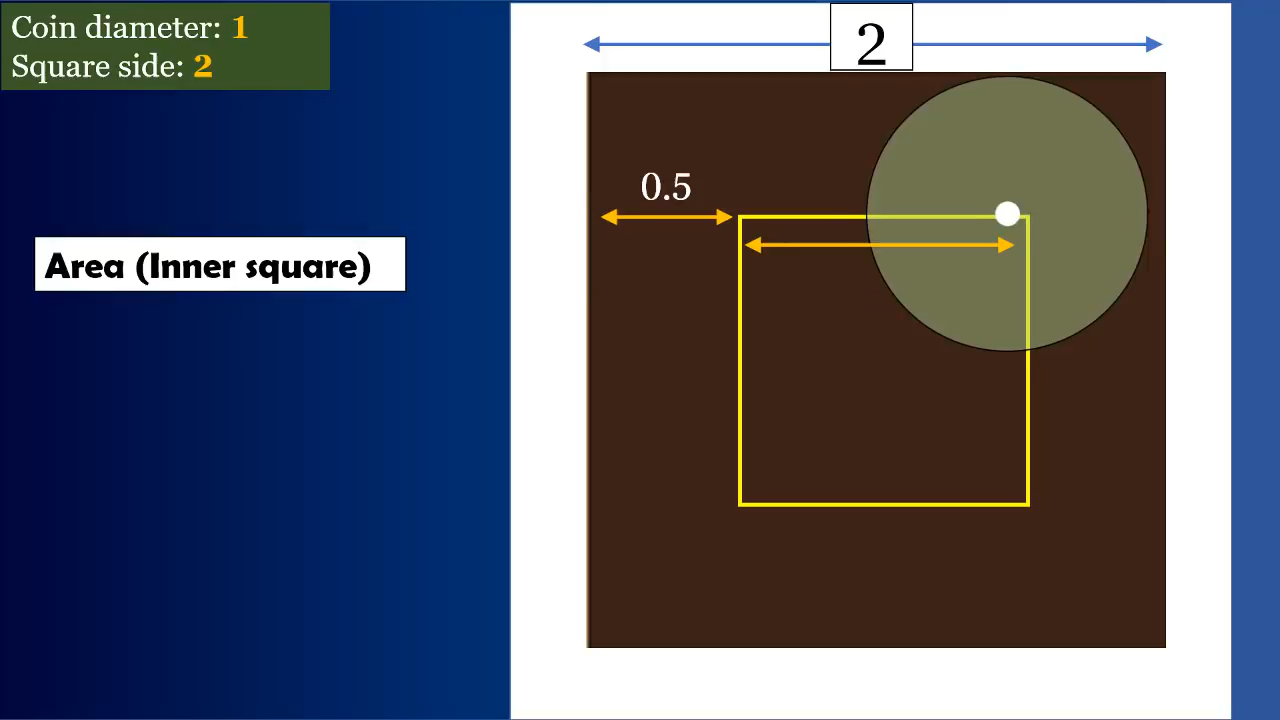 Coin diameter: 1
Square side: 2
2
0.5
Area (Inner square)